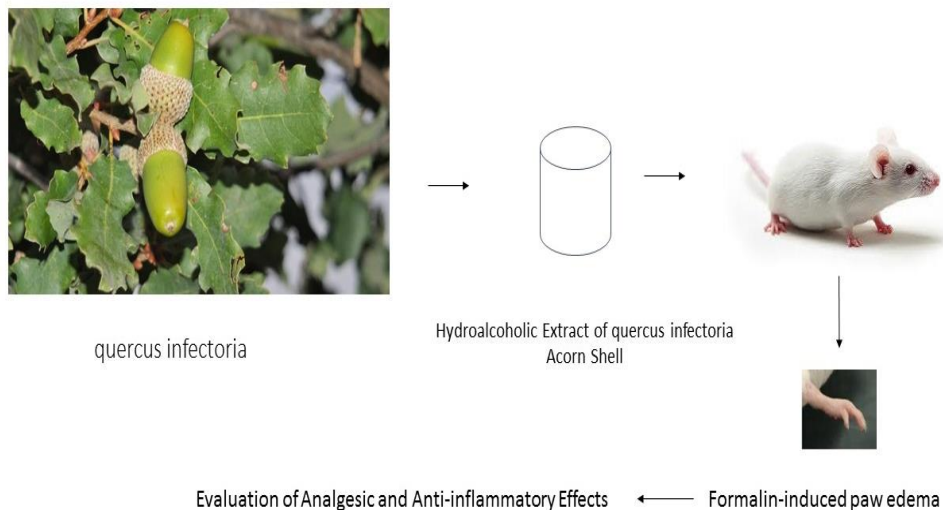 quercus infectoria
Hydroalcoholic Extract of quercus infectoria
Acorn Shell
Evaluation of Analgesic and Anti-inflammatory Effects
Formalin-induced paw edema